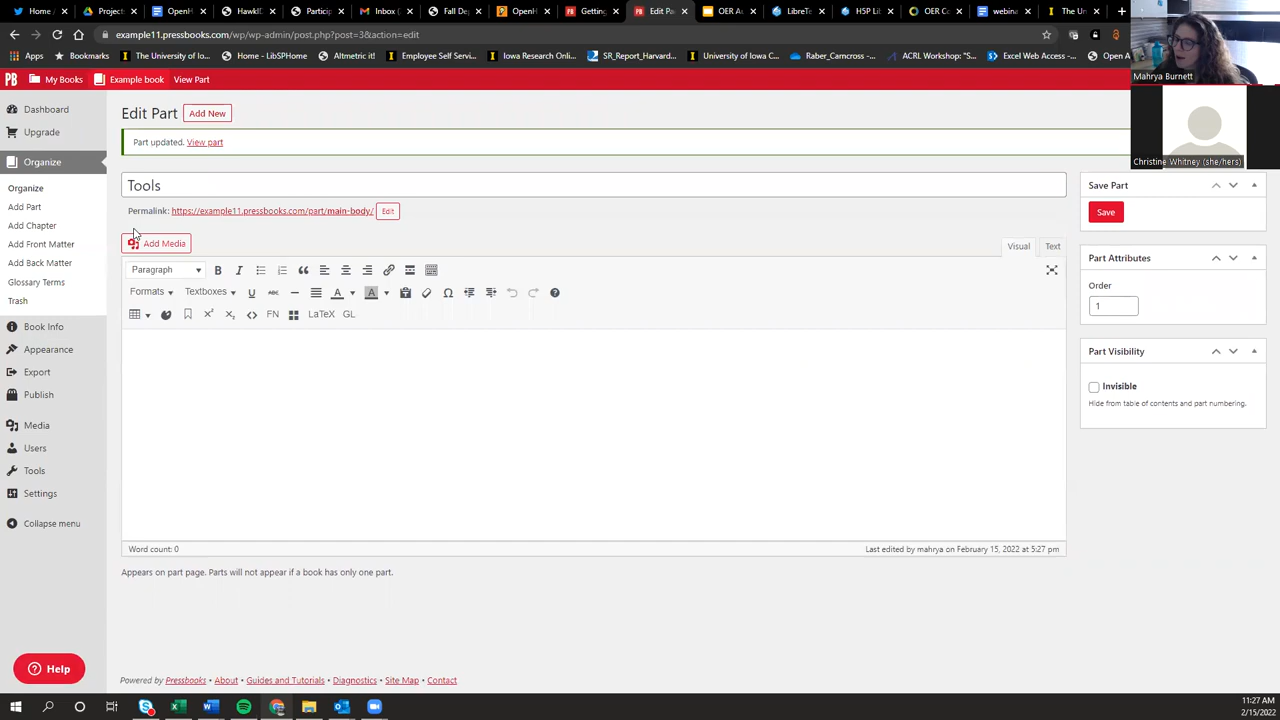 Home /
Projects
OpenH
HawkID
Particip
Inbox (
Fall De
OpenH
Getting
Edit Pa
OER A
LibreTe
FHP Lib
OER Co
webina
The Un
example11.pressbooks.com/wp/wp-admin/post.php?post=3&action=edit
Apps
Bookmarks
The University of Io...
Home - LibSPHome
Altmetric it!
Employee Self Servi...
Iowa Research Onli...
SR_Report_Harvard...
University of Iowa C...
Raber_Carncross - ...
ACRL Workshop: "S...
Excel Web Access - ...
Open A
Mahrya Burnett
Christine Whitney (she/hers)
PB
My Books
Example book
View Part
Dashboard
Upgrade
Organize
Organize
Add Part
Add Chapter
Add Front Matter
Add Back Matter
Glossary Terms
Trash
Book Info
Appearance
Export
Publish
Media
Users
Tools
Settings
Collapse menu
Help
Edit Part
Add New
Part updated. View part
Tools
Permalink: https://example11.pressbooks.com/part/main-body/ Edit
Add Media
Visual
Text
Paragraph
B
I
Formats
Textboxes
U
ABC
A
A
Ω
FN
LaTeX
GL
Word count: 0
Last edited by mahrya on February 15, 2022 at 5:27 pm
Appears on part page. Parts will not appear if a book has only one part.
Save Part
Save
Part Attributes
Order
1
Part Visibility
Invisible
Hide from table of contents and part numbering.
Powered by Pressbooks • About • Guides and Tutorials • Diagnostics • Site Map • Contact
11:27 AM
2/15/2022